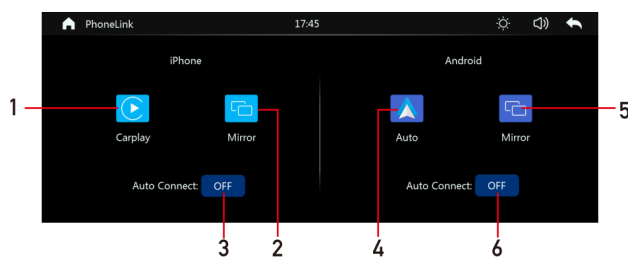 PhoneLink 17:45
iPhone Android
1 5
Carplay Mirror Auto Mirror
Auto Connect: OFF Auto Connect: OFF
3 2 4 6